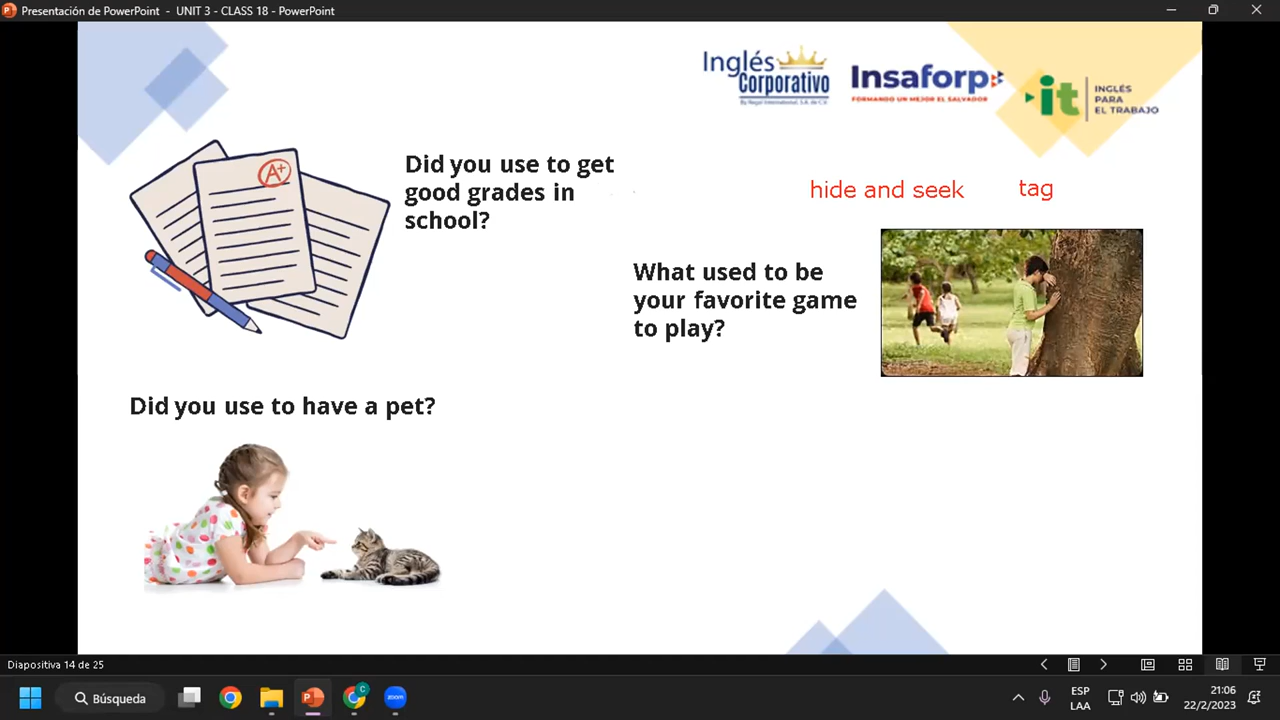 Presentación de PowerPoint - UNIT 3 - CLASS 18 - PowerPoint
Inglés
Corporativo
By Regal International, S.A. de C.V.
Insaforp
FORMANDO UN MEJOR EL SALVADOR
it
INGLÉS
PARA
EL TRABAJO
A+
Did you use to get
good grades in
school?
hide and seek
tag
What used to be
your favorite game
to play?
Did you use to have a pet?
Diapositiva 14 de 25
Búsqueda
C
zoom
ESP
LAA
21:06
22/2/2023